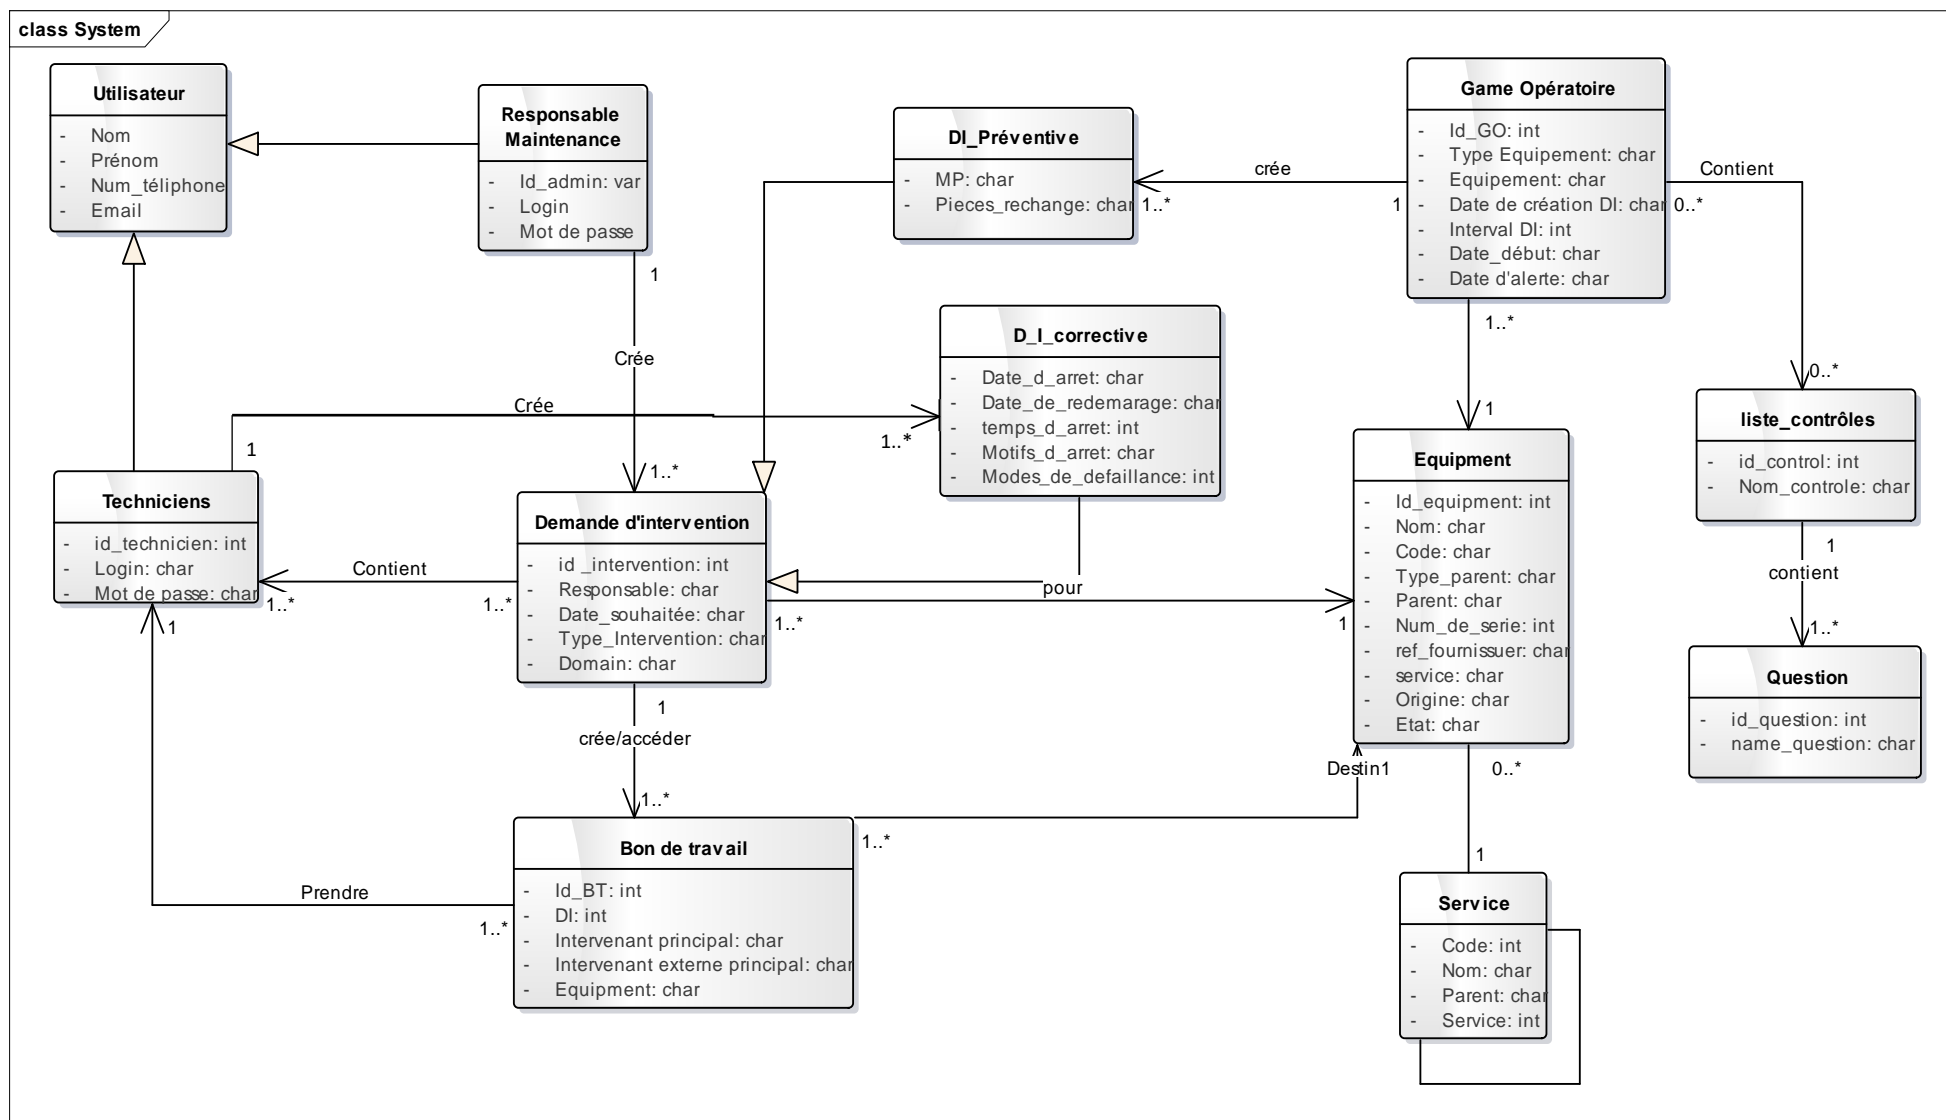 class System
Utilisateur
- Nom
- Prénom
- Num_téliphone
- Email
Responsable
Maintenance
- Id_admin: var
- Login
- Mot de passe
DI_Préventive
- MP: char
- Pieces_rechange: char
Game Opératoire
- Id_GO: int
- Type Equipement: char
- Equipement: char
- Date de création DI: char
- Interval DI: int
- Date_début: char
- Date d'alerte: char
crée
1..*
1
Contient
0..*
0..*
1
Crée
1..*
D_I_corrective
- Date_d_arret: char
- Date_de_redemarage: char
- temps_d_arret: int
- Motifs_d_arret: char
- Modes_de_defaillance: int
1..*
1
Crée
1
1..*
liste_contrôles
- id_control: int
- Nom_controle: char
Equipment
- Id_equipment: int
- Nom: char
- Code: char
- Type_parent: char
- Parent: char
- Num_de_serie: int
- ref_fournissuer: char
- service: char
- Origine: char
- Etat: char
Techniciens
- id_technicien: int
- Login: char
- Mot de passe: char
Demande d'intervention
- id _intervention: int
- Responsable: char
- Date_souhaitée: char
- Type_Intervention: char
- Domain: char
Contient
1..*
1..*
pour
1..*
1
1
contient
1..*
Question
- id_question: int
- name_question: char
1
1
crée/accéder
1..*
Destin1
0..*
Bon de travail
- Id_BT: int
- DI: int
- Intervenant principal: char
- Intervenant externe principal: char
- Equipment: char
1..*
Prendre
1..*
1
Service
- Code: int
- Nom: char
- Parent: char
- Service: int